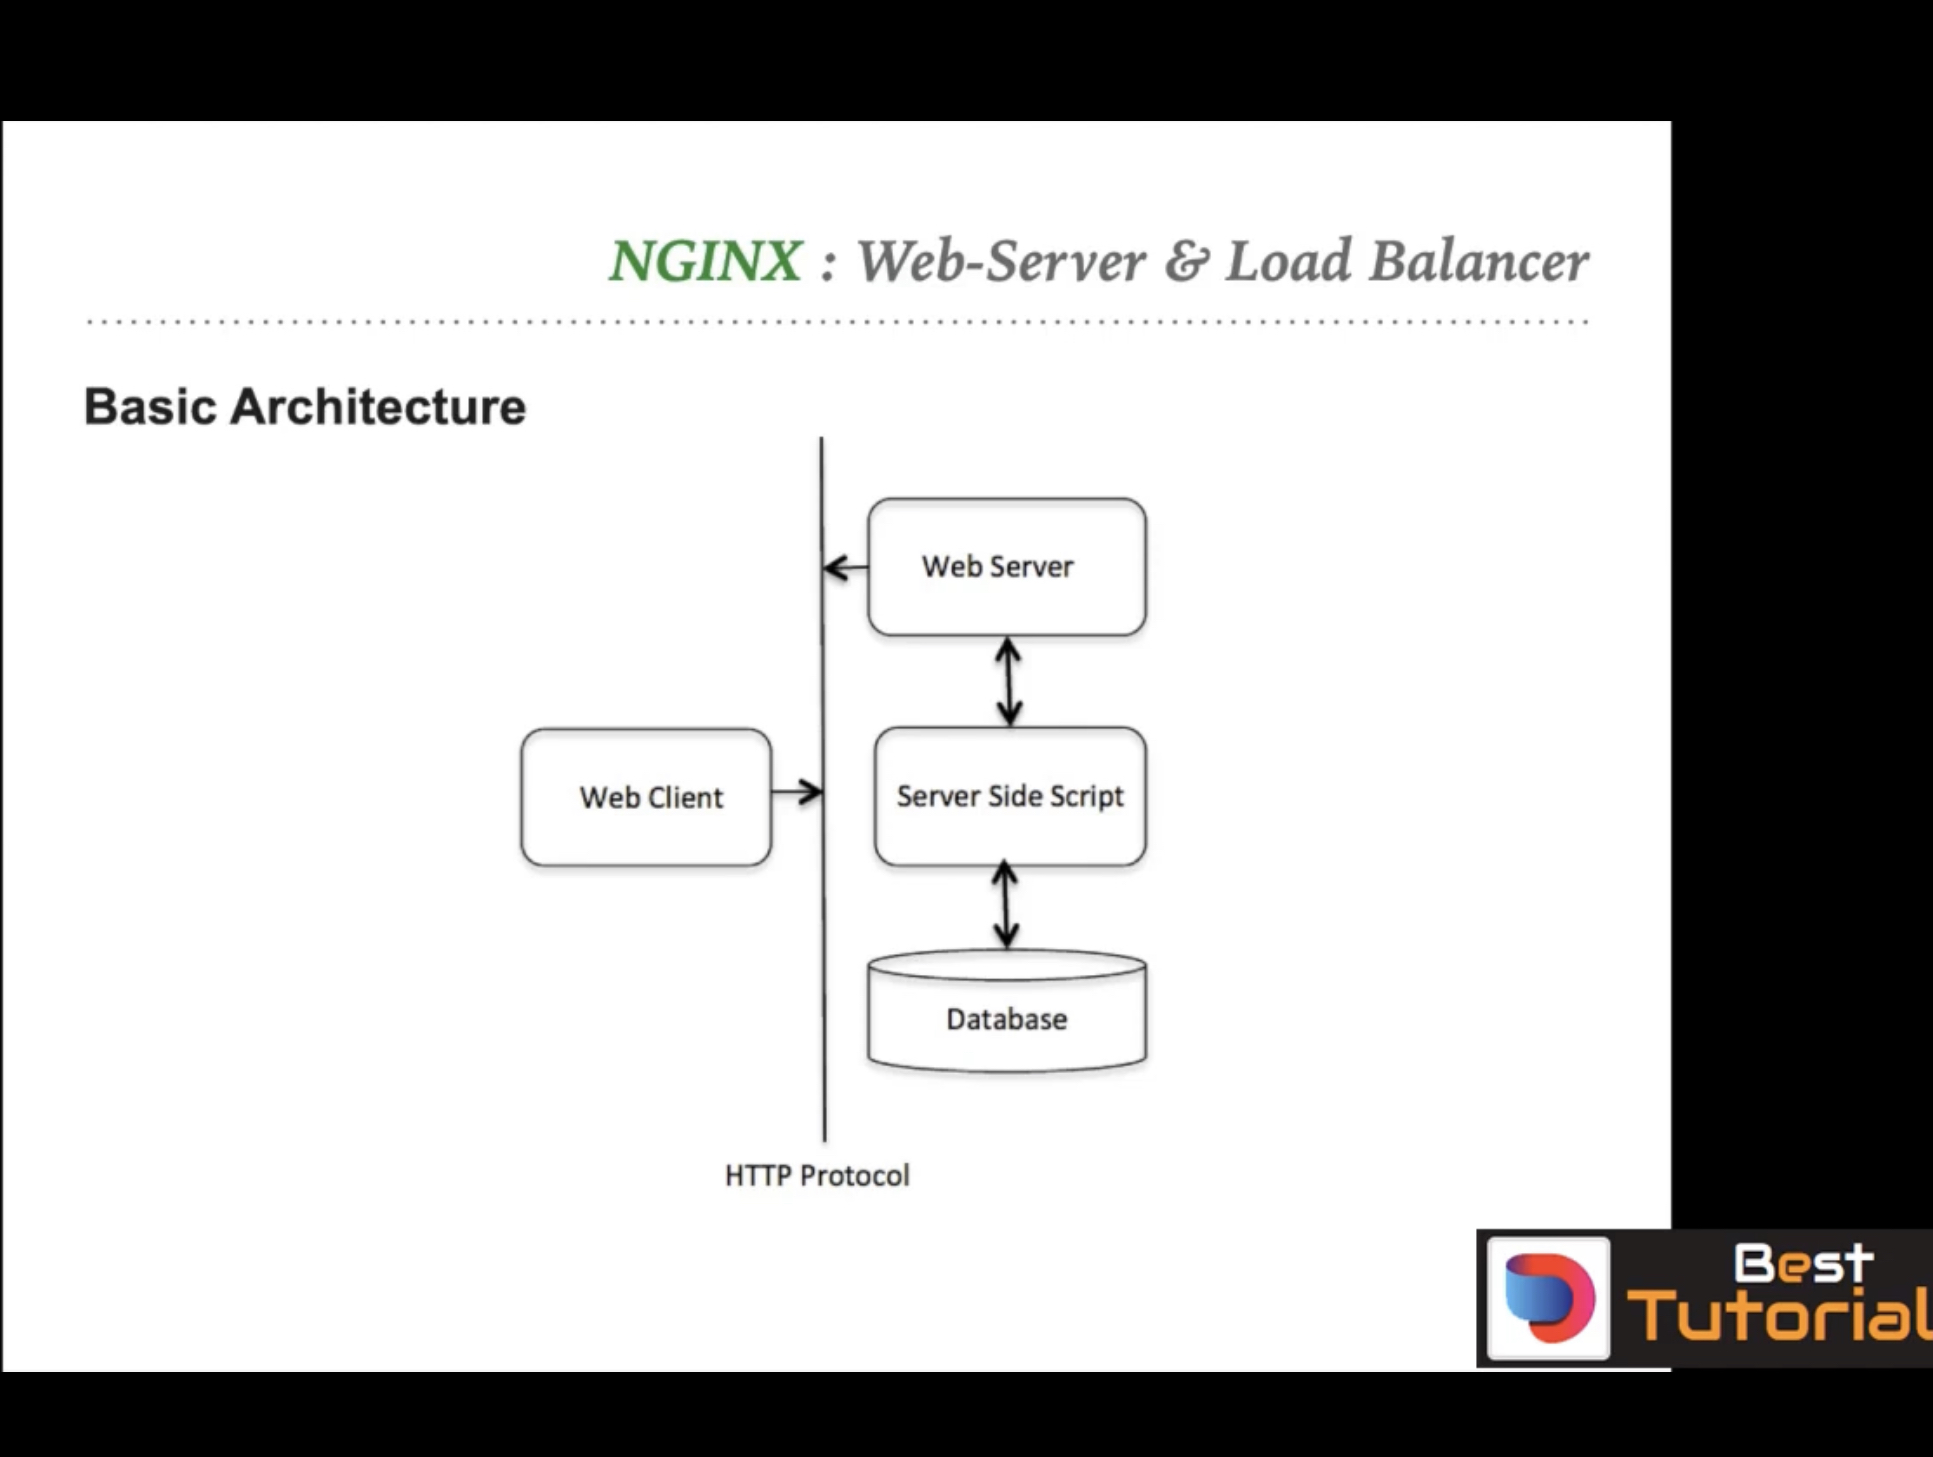 NGINX : Web-Server & Load Balancer
Basic Architecture
Web Server
Web Client
Server Side Script
Database
HTTP Protocol
Best
Tutorial